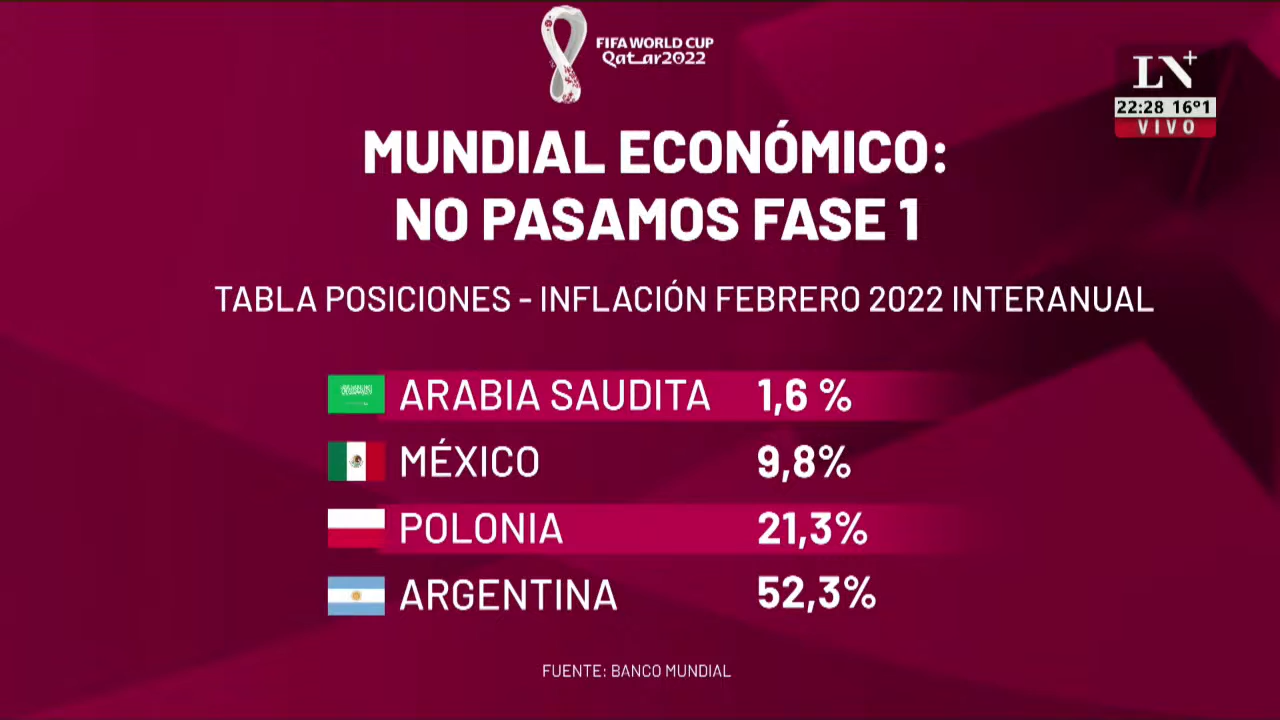 FIFA WORLD CUP
Qatar2022
LN+
22:28 16°1
VIVO
MUNDIAL ECONÓMICO:
NO PASAMOS FASE 1
TABLA POSICIONES - INFLACIÓN FEBRERO 2022 INTERANUAL
ARABIA SAUDITA 1,6 %
MÉXICO 9,8%
POLONIA 21,3%
ARGENTINA 52,3%
FUENTE: BANCO MUNDIAL